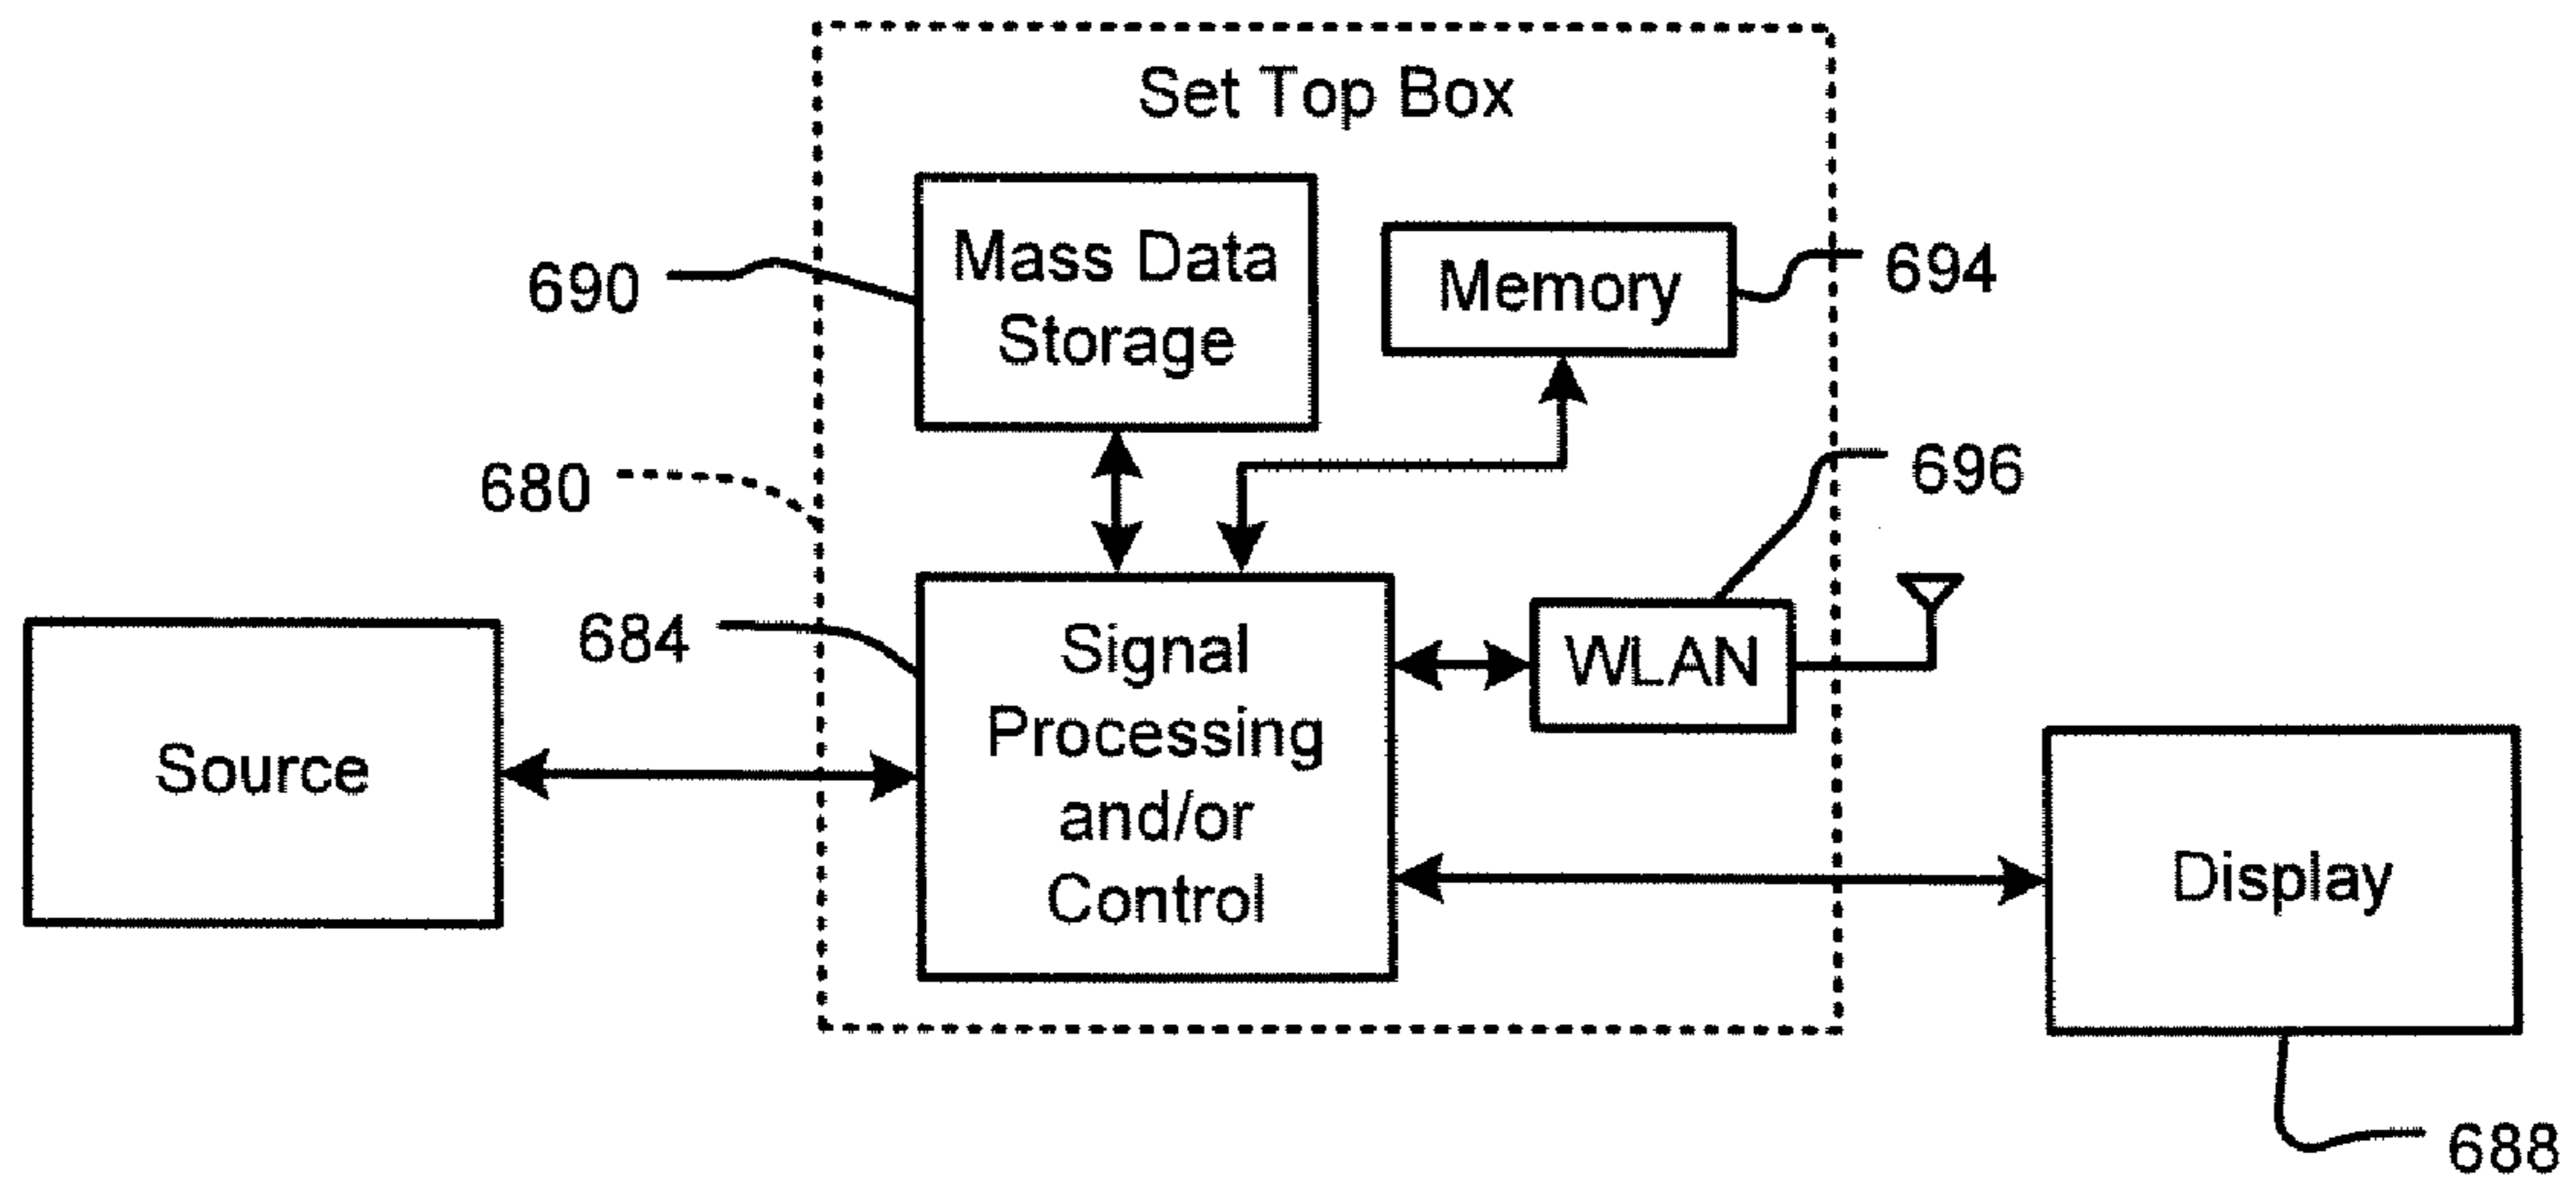 Set Top Box
Mass Data
Storage
Memory
690
694
680
696
684
Signal
Processing
and/or
Control
WLAN
Source
Display
688